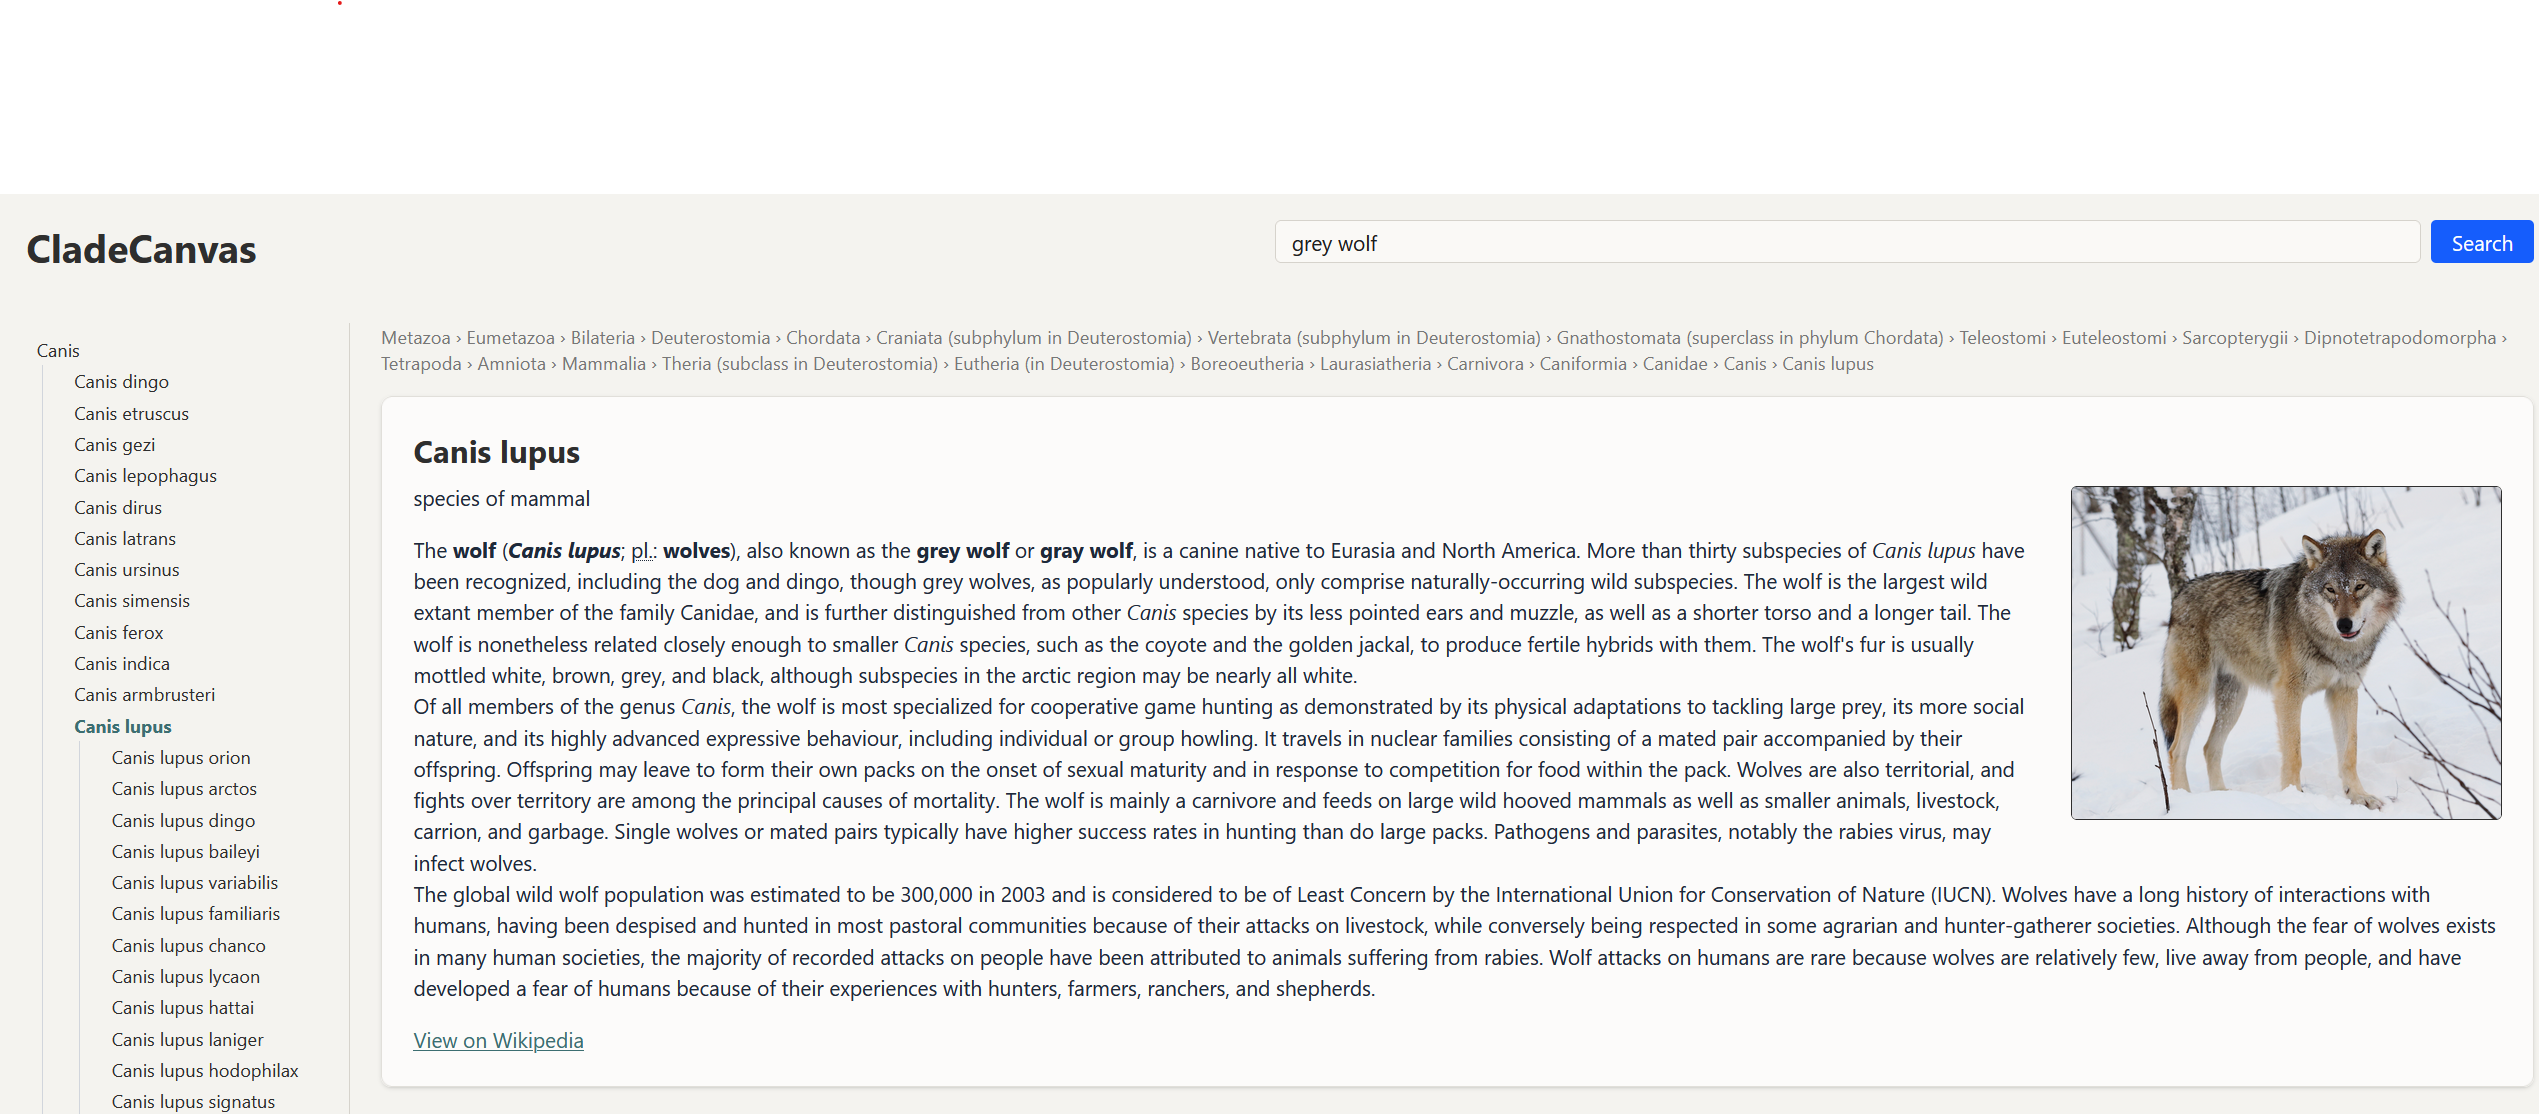 CladeCanvas
grey wolf
Search
Canis
Canis dingo
Canis etruscus
Canis gezi
Canis lepophagus
Canis dirus
Canis latrans
Canis ursinus
Canis simensis
Canis ferox
Canis indica
Canis armbrusteri
Canis lupus
Canis lupus orion
Canis lupus arctos
Canis lupus dingo
Canis lupus baileyi
Canis lupus variabilis
Canis lupus familiaris
Canis lupus chanco
Canis lupus lycaon
Canis lupus hattai
Canis lupus laniger
Canis lupus hodophilax
Canis lupus signatus
Metazoa › Eumetazoa › Bilateria › Deuterostomia › Chordata › Craniata (subphylum in Deuterostomia) › Vertebrata (subphylum in Deuterostomia) › Gnathostomata (superclass in phylum Chordata) › Teleostomi › Euteleostomi › Sarcopterygii › Dipnotetrapodomorpha ›
Tetrapoda › Amniota › Mammalia › Theria (subclass in Deuterostomia) › Eutheria (in Deuterostomia) › Boreoeutheria › Laurasiatheria › Carnivora › Caniformia › Canidae › Canis › Canis lupus
Canis lupus
species of mammal
The wolf (Canis lupus; pl.: wolves), also known as the grey wolf or gray wolf, is a canine native to Eurasia and North America. More than thirty subspecies of Canis lupus have
been recognized, including the dog and dingo, though grey wolves, as popularly understood, only comprise naturally-occurring wild subspecies. The wolf is the largest wild
extant member of the family Canidae, and is further distinguished from other Canis species by its less pointed ears and muzzle, as well as a shorter torso and a longer tail. The
wolf is nonetheless related closely enough to smaller Canis species, such as the coyote and the golden jackal, to produce fertile hybrids with them. The wolf's fur is usually
mottled white, brown, grey, and black, although subspecies in the arctic region may be nearly all white.
Of all members of the genus Canis, the wolf is most specialized for cooperative game hunting as demonstrated by its physical adaptations to tackling large prey, its more social
nature, and its highly advanced expressive behaviour, including individual or group howling. It travels in nuclear families consisting of a mated pair accompanied by their
offspring. Offspring may leave to form their own packs on the onset of sexual maturity and in response to competition for food within the pack. Wolves are also territorial, and
fights over territory are among the principal causes of mortality. The wolf is mainly a carnivore and feeds on large wild hooved mammals as well as smaller animals, livestock,
carrion, and garbage. Single wolves or mated pairs typically have higher success rates in hunting than do large packs. Pathogens and parasites, notably the rabies virus, may
infect wolves.
The global wild wolf population was estimated to be 300,000 in 2003 and is considered to be of Least Concern by the International Union for Conservation of Nature (IUCN). Wolves have a long history of interactions with
humans, having been despised and hunted in most pastoral communities because of their attacks on livestock, while conversely being respected in some agrarian and hunter-gatherer societies. Although the fear of wolves exists
in many human societies, the majority of recorded attacks on people have been attributed to animals suffering from rabies. Wolf attacks on humans are rare because wolves are relatively few, live away from people, and have
developed a fear of humans because of their experiences with hunters, farmers, ranchers, and shepherds.
View on Wikipedia